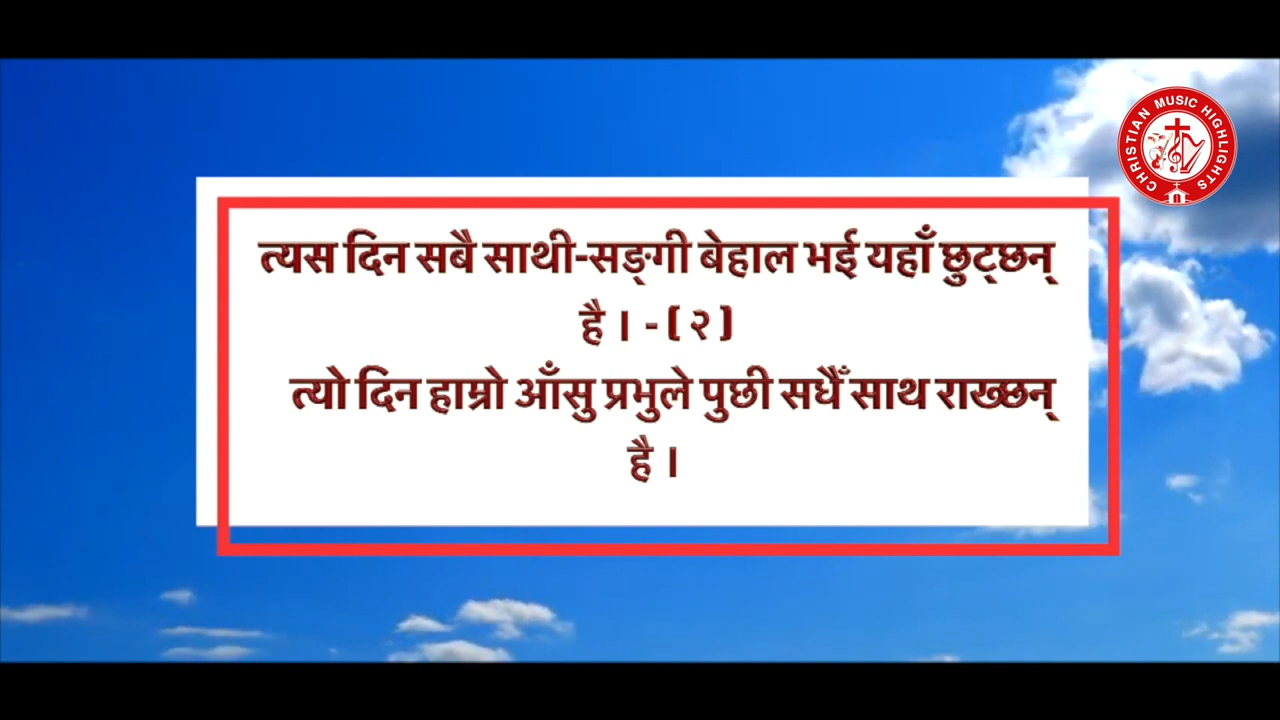 त्यस दिन सबै साथी-सङ्गी बेहाल भई यहाँ छुट्छन्
है । - ( २ )
त्यो दिन हाम्रो आँसु प्रभुले पुछी सधैँ साथ राख्छन्
है ।
CHRISTIAN MUSIC HIGHLIGHTS